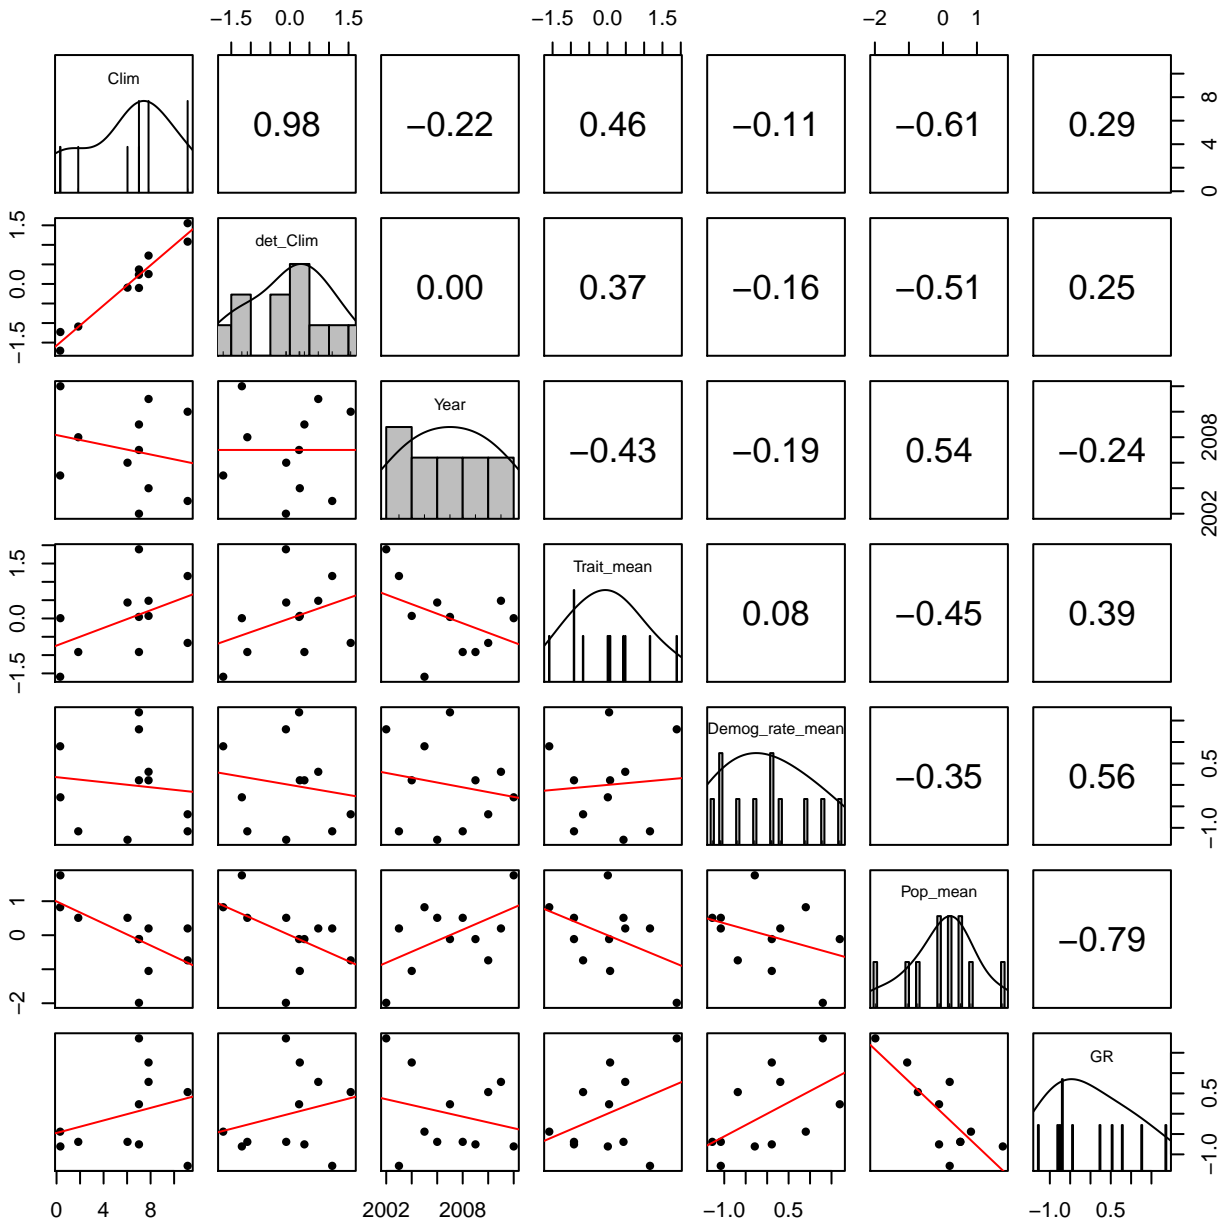 −1.5 0.0 1.5 −1.5 0.0 1.5 −2 0 1
Clim 0.98 −0.22 0.46 −0.11 −0.61 0.29 0 4 8
−1.5 0.0 1.5 det_Clim 0.00 0.37 −0.16 −0.51 0.25
Year −0.43 −0.19 0.54 −0.24 2002 2008
−1.5 0.0 1.5 Trait_mean 0.08 −0.45 0.39
Demog_rate_mean −0.35 0.56 −1.0 0.5
−2 0 1 Pop_mean −0.79
GR −1.0 0.5
0 4 8 2002 2008 −1.0 0.5 −1.0 0.5